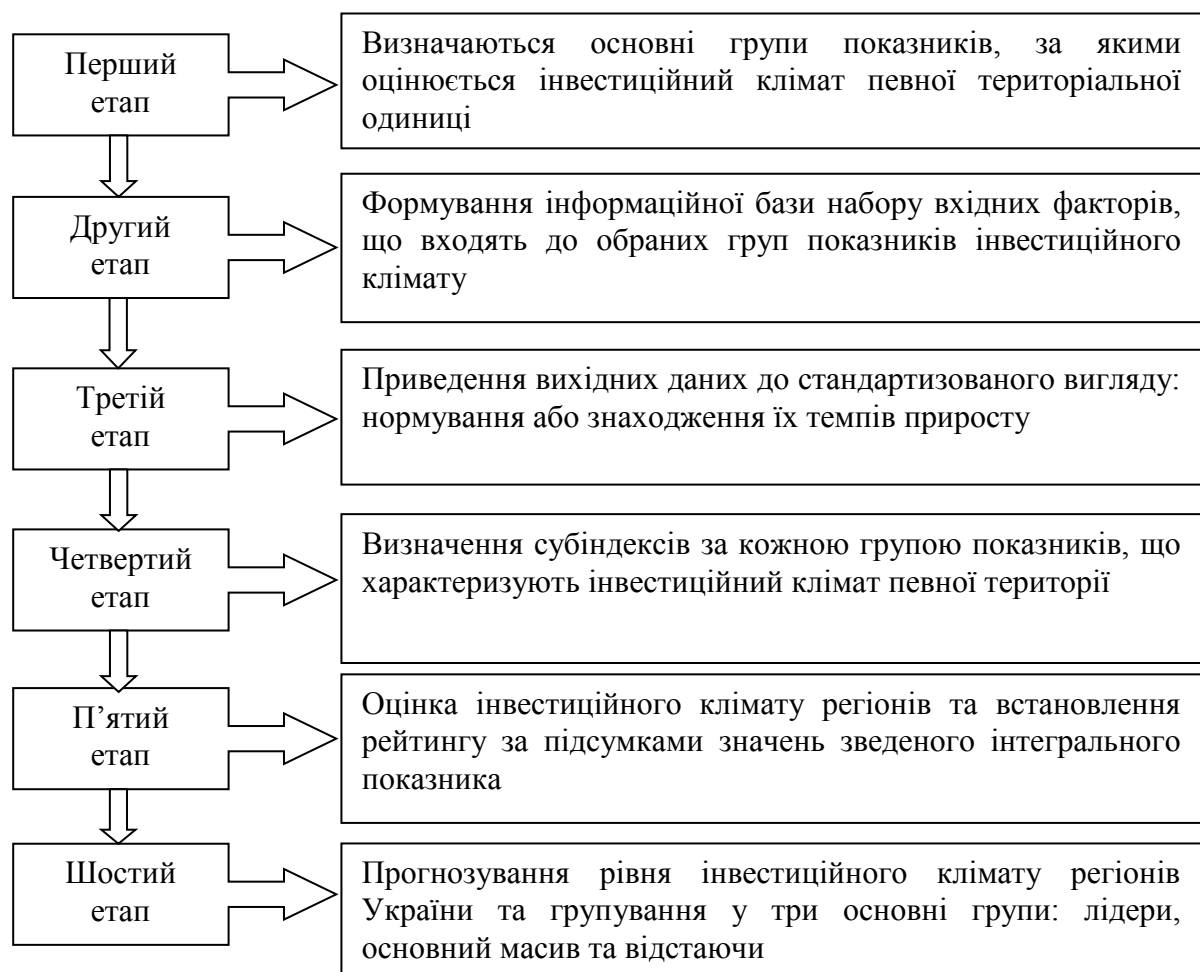 Перший
етап
Визначаються основні групи показників, за якими
оцінюється інвестиційний клімат певної територіальної
одиниці
Другий
етап
Формування інформаційної бази набору вхідних факторів,
що входять до обраних груп показників інвестиційного
клімату
Третій
етап
Приведення вихідних даних до стандартизованого вигляду:
нормування або знаходження їх темпів приросту
Четвертий
етап
Визначення субіндексів за кожною групою показників, що
характеризують інвестиційний клімат певної території
П’ятий
етап
Оцінка інвестиційного клімату регіонів та встановлення
рейтингу за підсумками значень зведеного інтегрального
показника
Шостий
етап
Прогнозування рівня інвестиційного клімату регіонів
України та групування у три основні групи: лідери,
основний масив та відстаючи